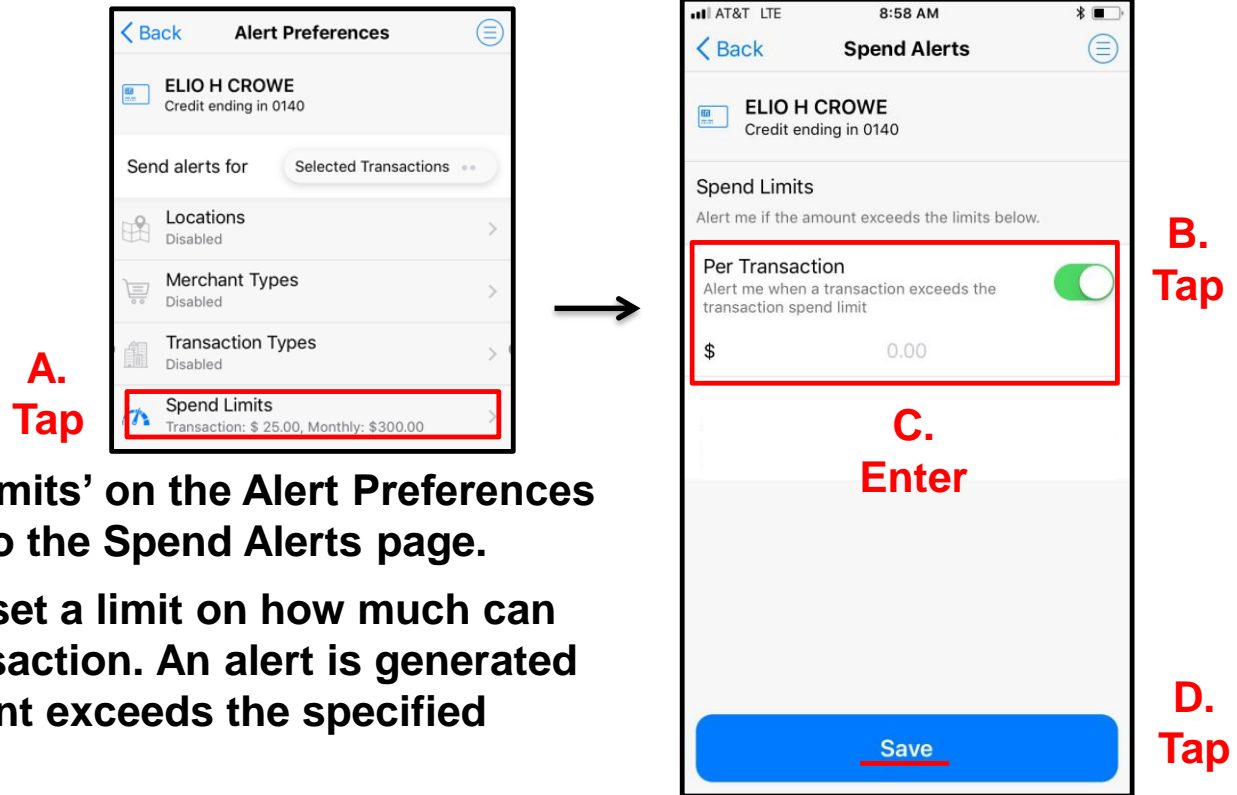 Back Alert Preferences
ELIO H CROWE
Credit ending in 0140
Send alerts for Selected Transactions
Locations
Disabled
Merchant Types
Disabled
Transaction Types
Disabled
Spend Limits
Transaction: $ 25.00, Monthly: $300.00
A.
Tap
mits’ on the Alert Preferences
o the Spend Alerts page.
set a limit on how much can
saction. An alert is generated
nt exceeds the specified
AT&T LTE 8:58 AM
Back Spend Alerts
ELIO H CROWE
Credit ending in 0140
Spend Limits
Alert me if the amount exceeds the limits below.
Per Transaction
Alert me when a transaction exceeds the
transaction spend limit
$ 0.00
B.
Tap
C.
Enter
Save
D.
Tap